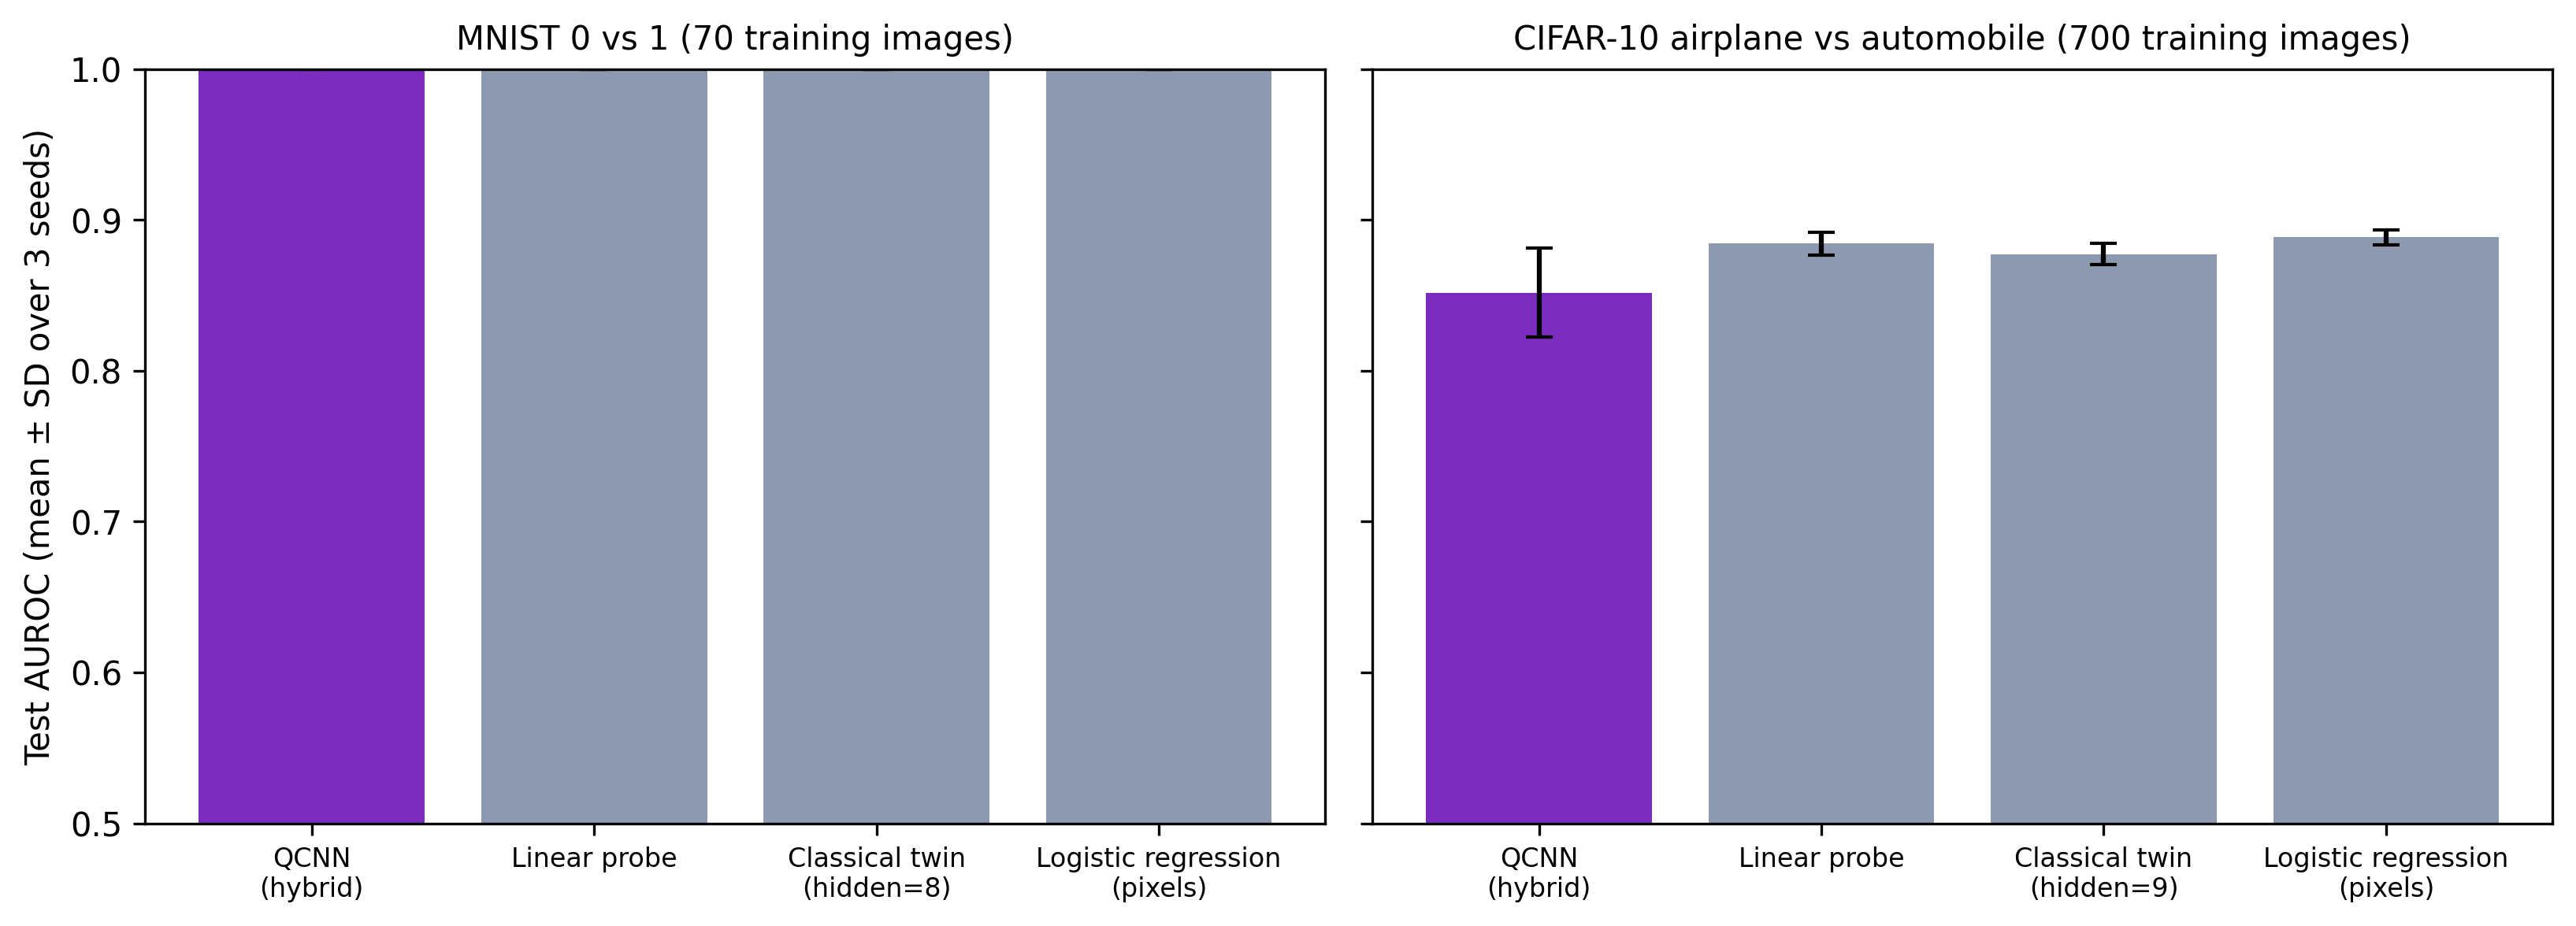 MNIST 0 vs 1 (70 training images)
CIFAR-10 airplane vs automobile (700 training images)
Test AUROC (mean ± SD over 3 seeds)
1.0
0.9
0.8
0.7
0.6
0.5
QCNN
(hybrid)
Linear probe
Classical twin
(hidden=8)
Logistic regression
(pixels)
QCNN
(hybrid)
Linear probe
Classical twin
(hidden=9)
Logistic regression
(pixels)